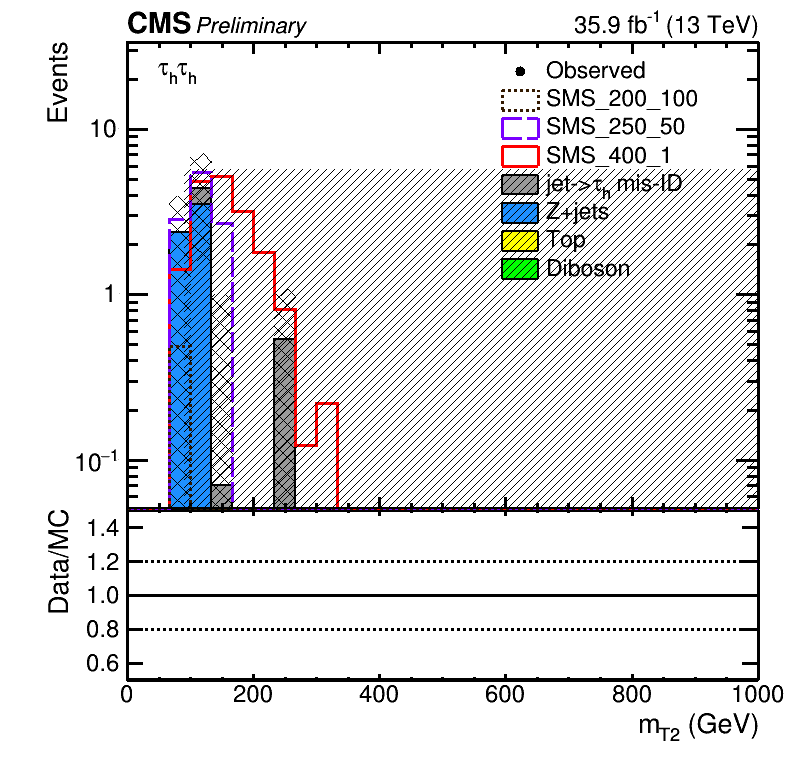 CMS Preliminary 35.9 fb⁻¹ (13 TeV)
Events
τhτh
Observed
SMS_200_100
SMS_250_50
SMS_400_1
jet->τh mis-ID
Z+jets
Top
Diboson
10
1
10⁻¹
Data/MC
1.4
1.2
1.0
0.8
0.6
0 200 400 600 800 1000
mT2 (GeV)